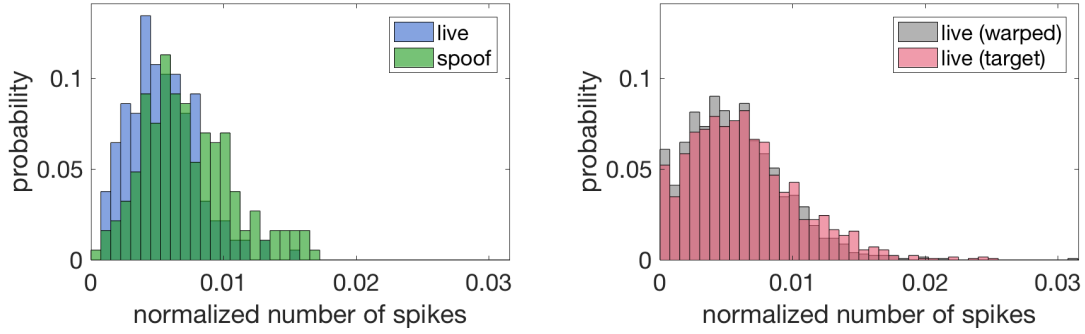 live
spoof
probability
0.1
0.05
0
0 0.01 0.02 0.03
normalized number of spikes
live (warped)
live (target)
probability
0.1
0.05
0
0 0.01 0.02 0.03
normalized number of spikes